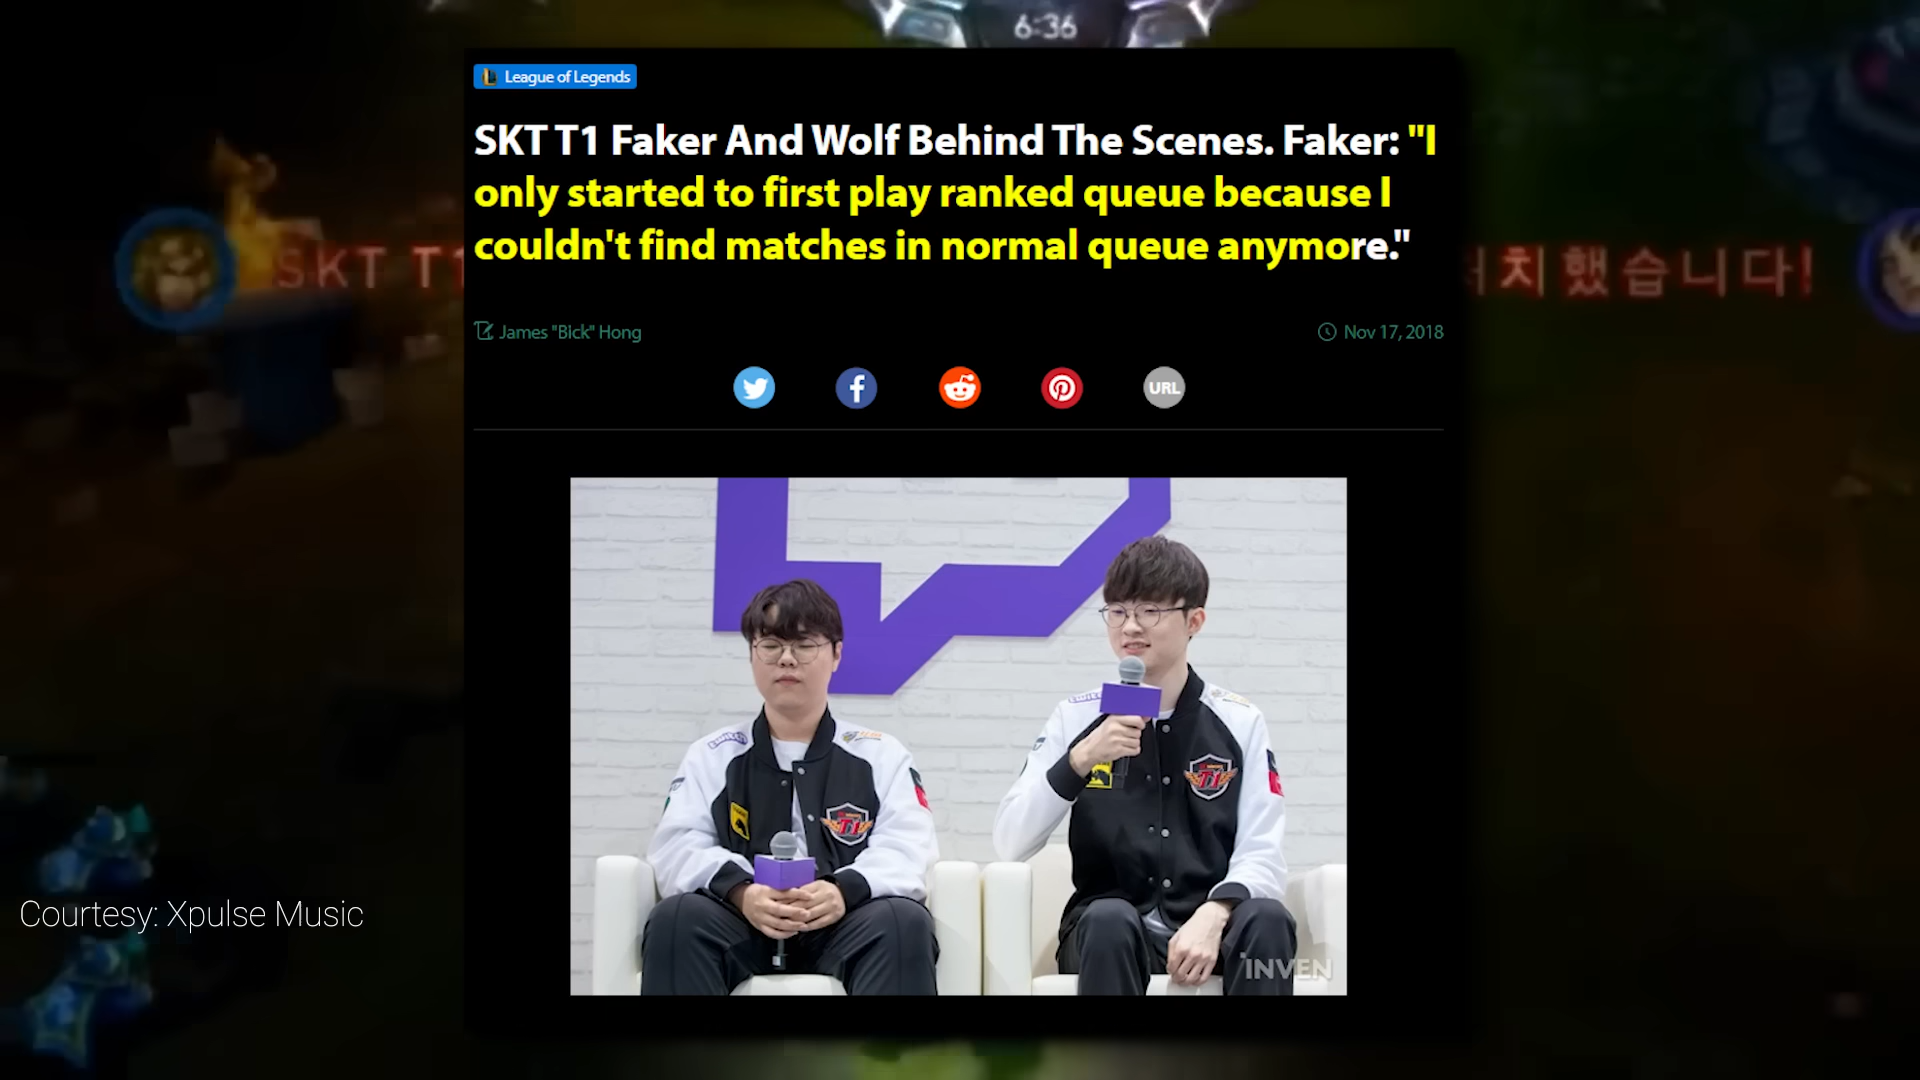 6:36
League of Legends
SKT T1 Faker And Wolf Behind The Scenes. Faker: "I
only started to first play ranked queue because I
couldn't find matches in normal queue anymore."
SKT T1
치했습니다!
James "Bick" Hong
Nov 17, 2018
URL
T1
T1
INVEN
Courtesy: Xpulse Music